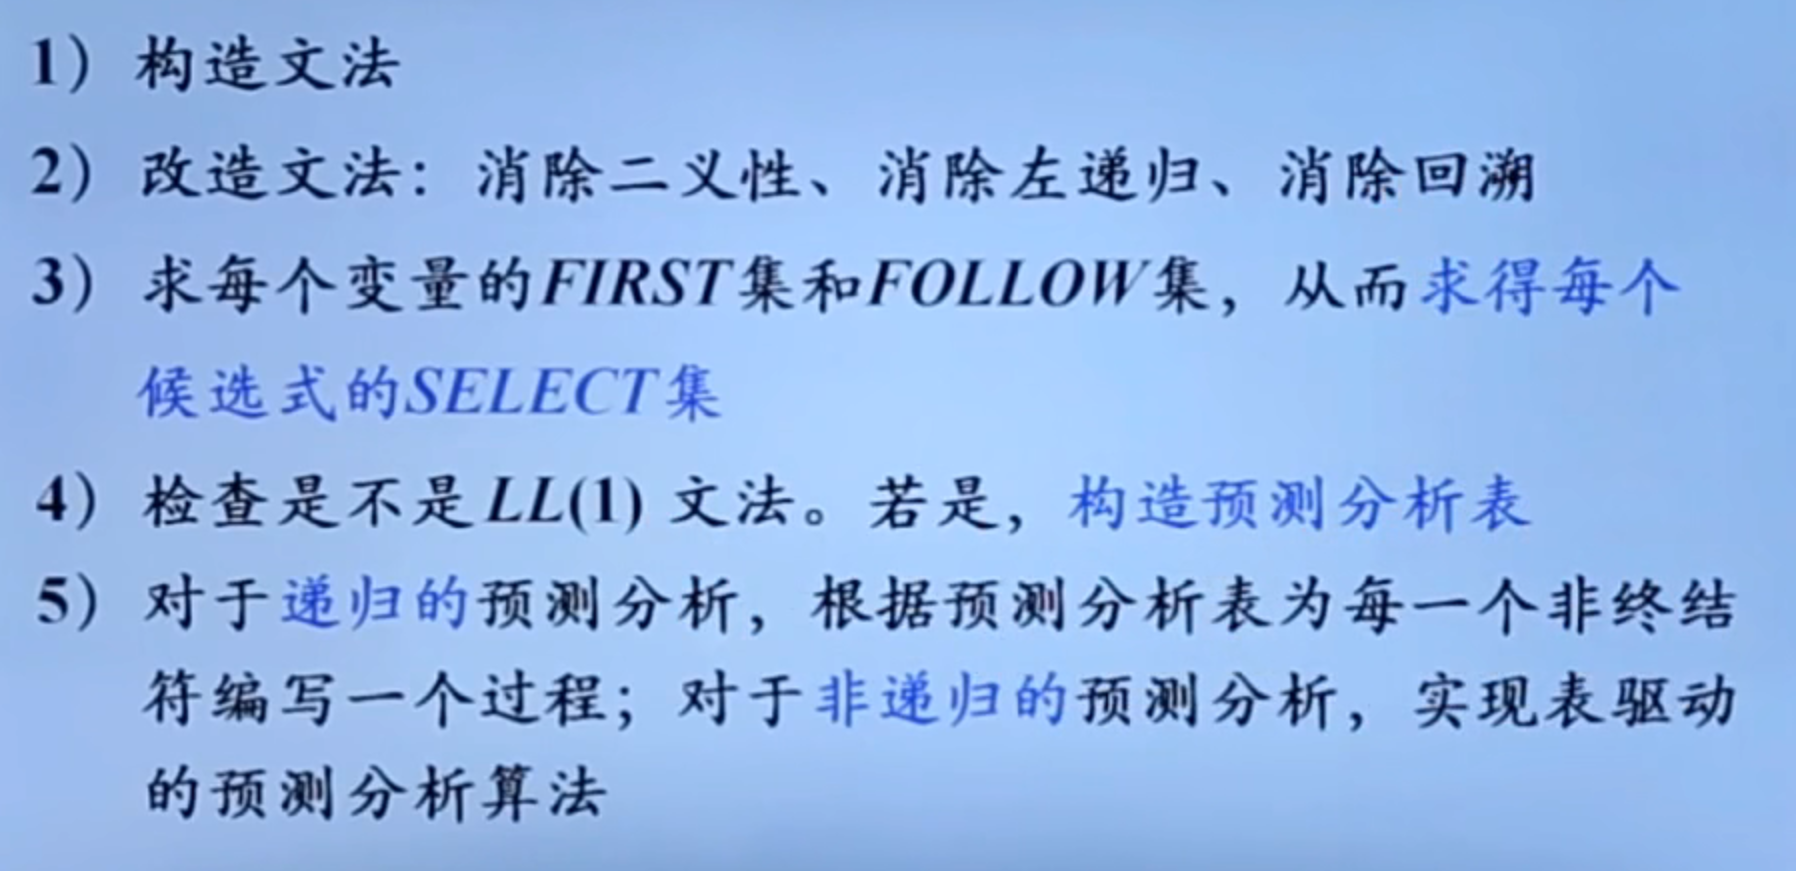 1) 构造文法
2) 改造文法：消除二义性、消除左递归、消除回溯
3) 求每个变量的FIRST集和FOLLOW集，从而求得每个
候选式的SELECT集
4) 检查是不是LL(1) 文法。若是，构造预测分析表
5) 对于递归的预测分析，根据预测分析表为每一个非终结
符编写一个过程；对于非递归的预测分析，实现表驱动
的预测分析算法